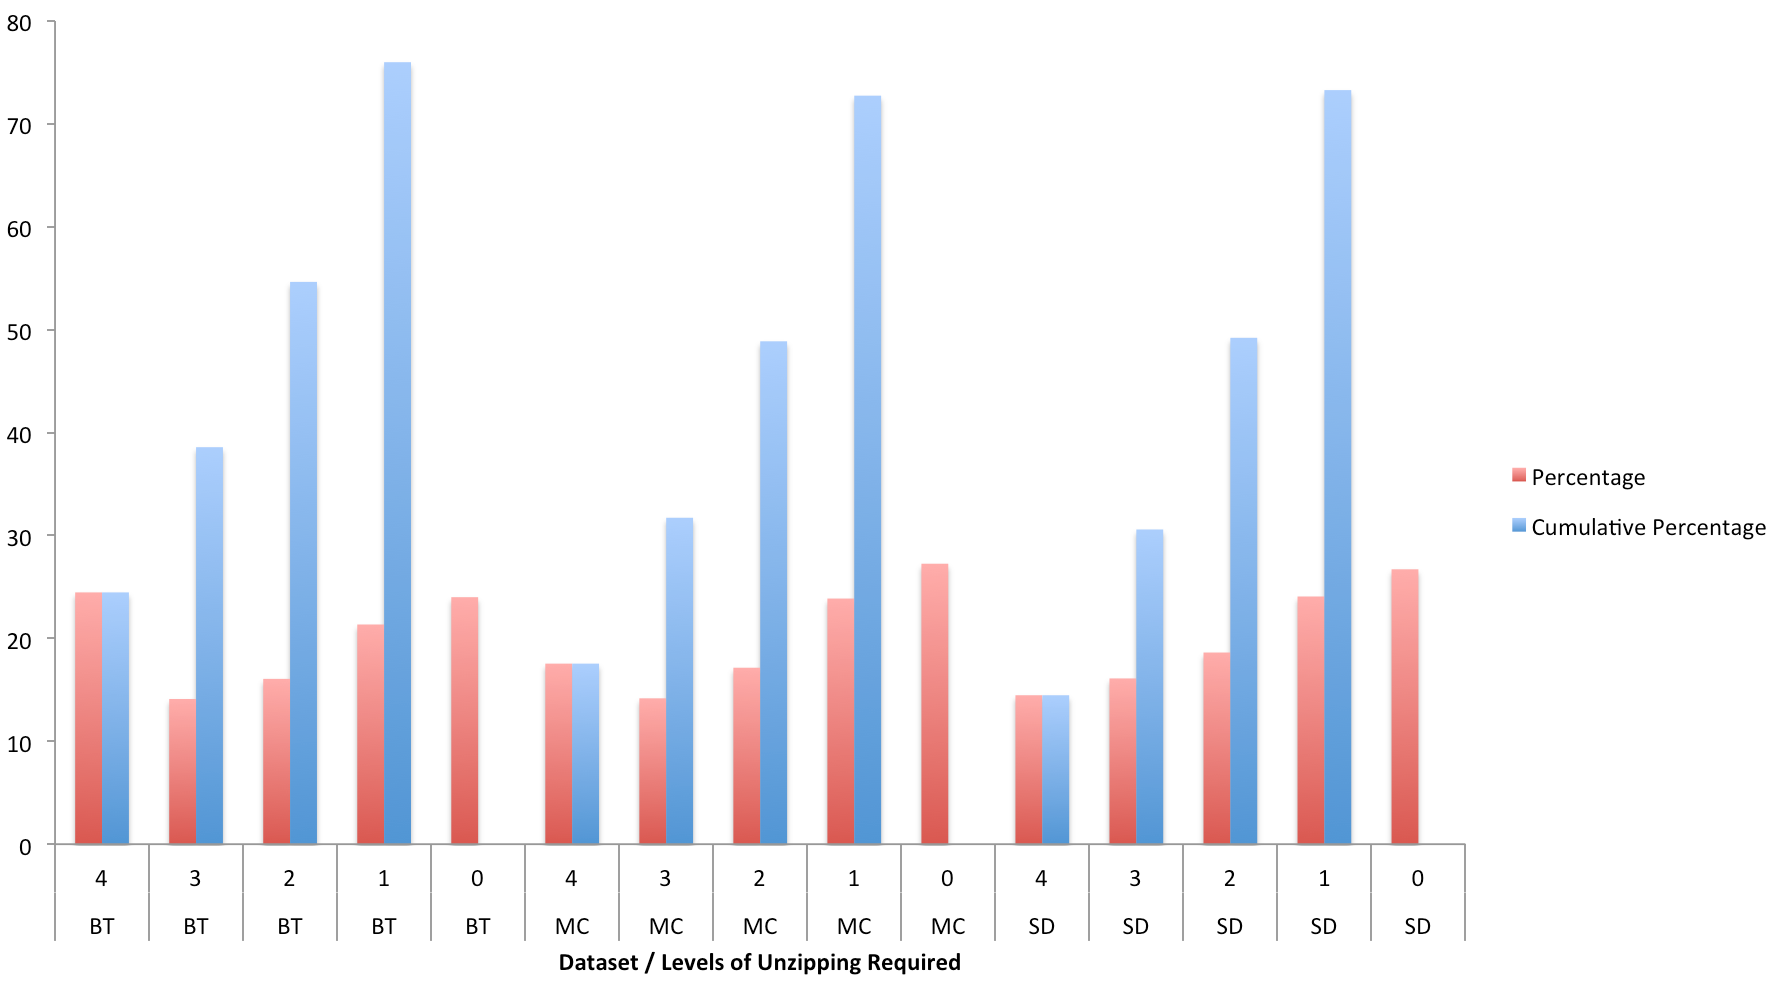 80
70
60
50
40
30
20
10
0
4 3 2 1 0 4 3 2 1 0 4 3 2 1 0
BT BT BT BT BT MC MC MC MC MC SD SD SD SD SD
Dataset / Levels of Unzipping Required
Percentage
Cumulative Percentage